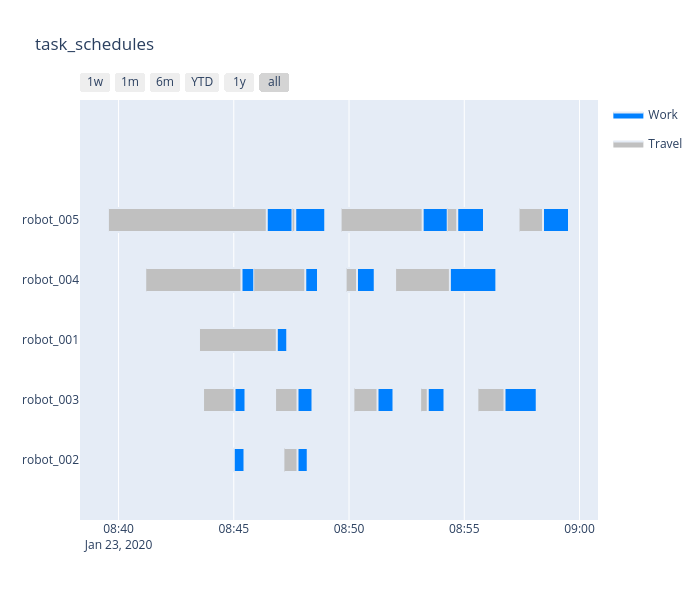 task_schedules
1w 1m 6m YTD 1y all
Work
Travel
robot_005
robot_004
robot_001
robot_003
robot_002
08:40 08:45 08:50 08:55 09:00
Jan 23, 2020